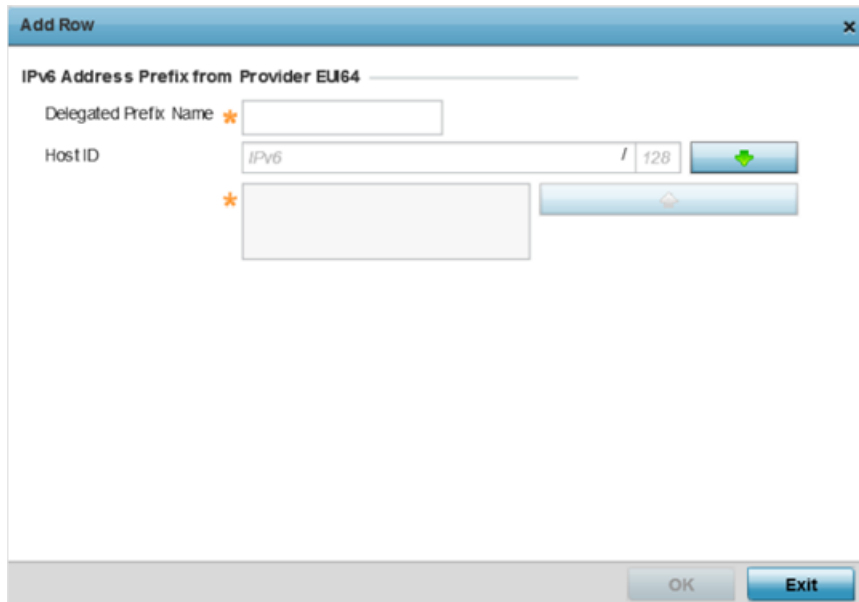 Add Row ×
IPv6 Address Prefix from Provider EUI64
Delegated Prefix Name *
Host ID IPv6 / 128
*
OK Exit